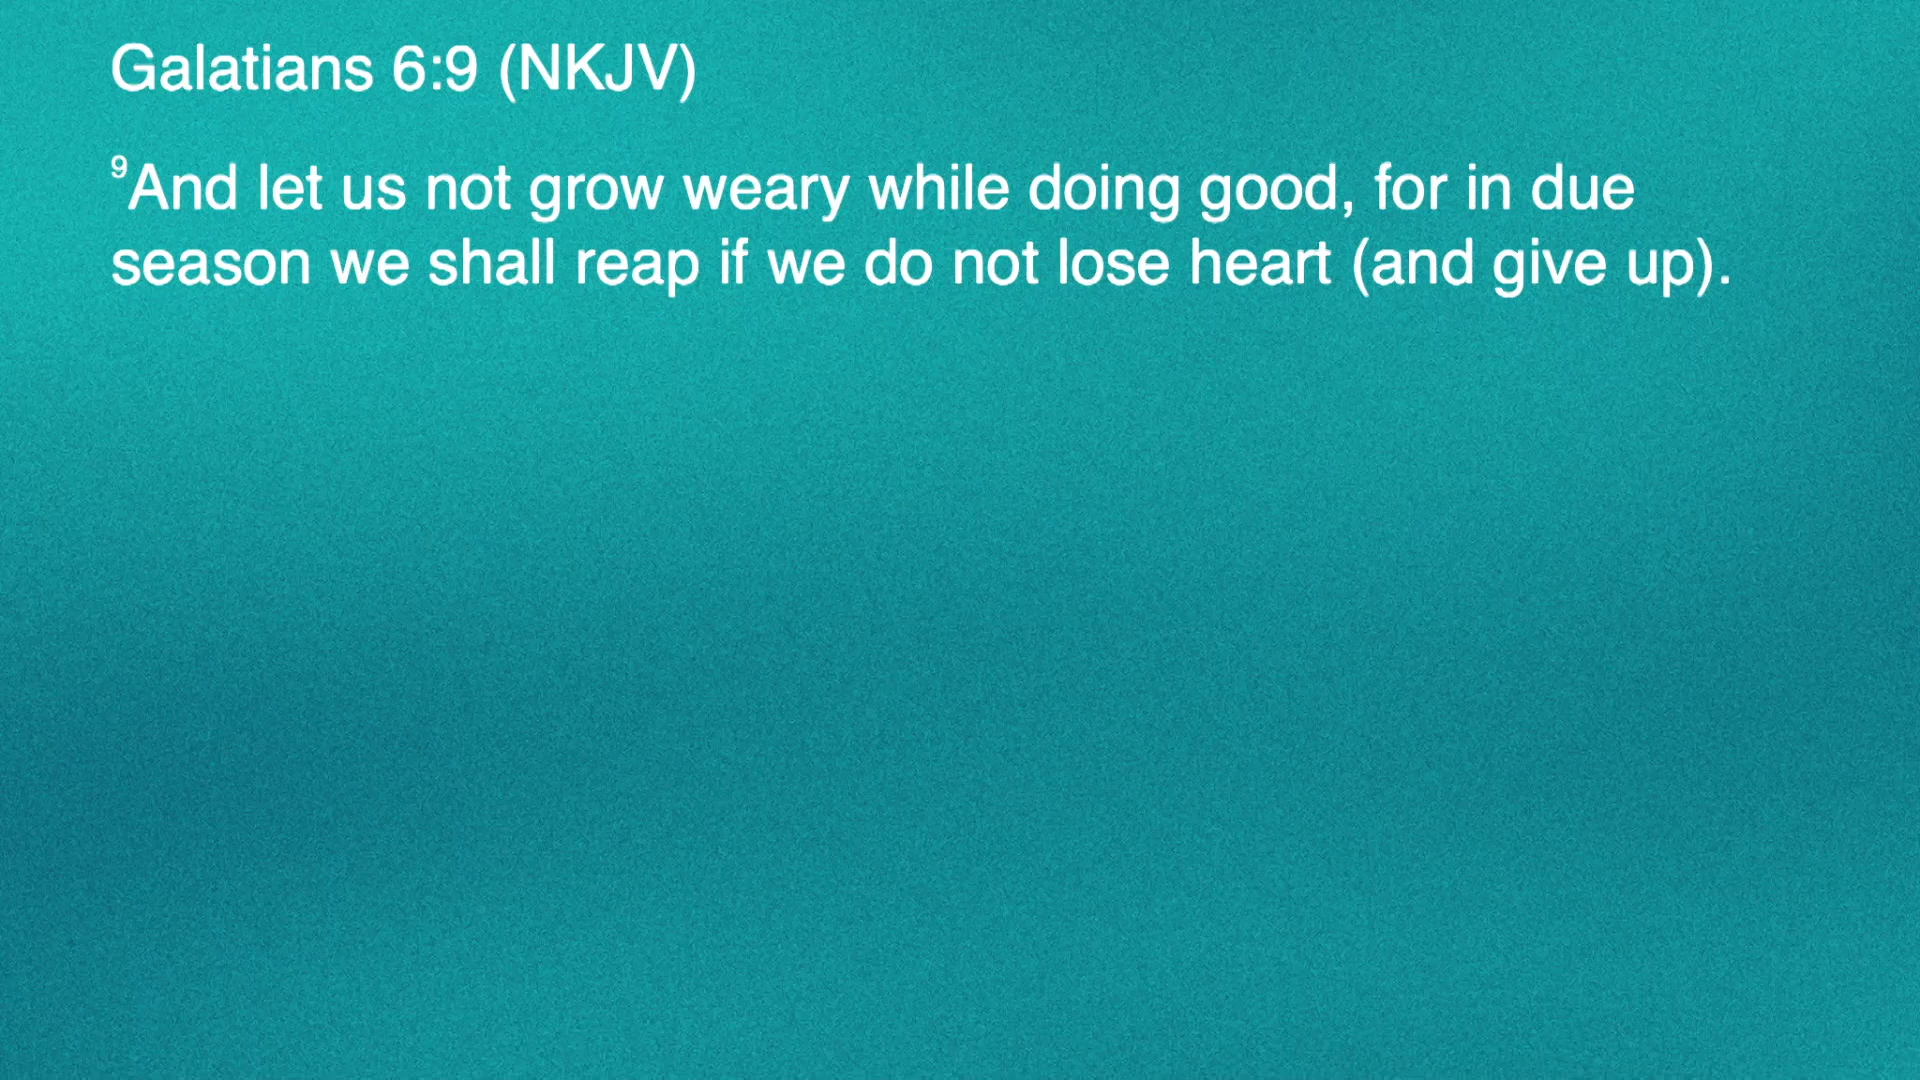 Galatians 6:9 (NKJV)
⁹And let us not grow weary while doing good, for in due
season we shall reap if we do not lose heart (and give up).